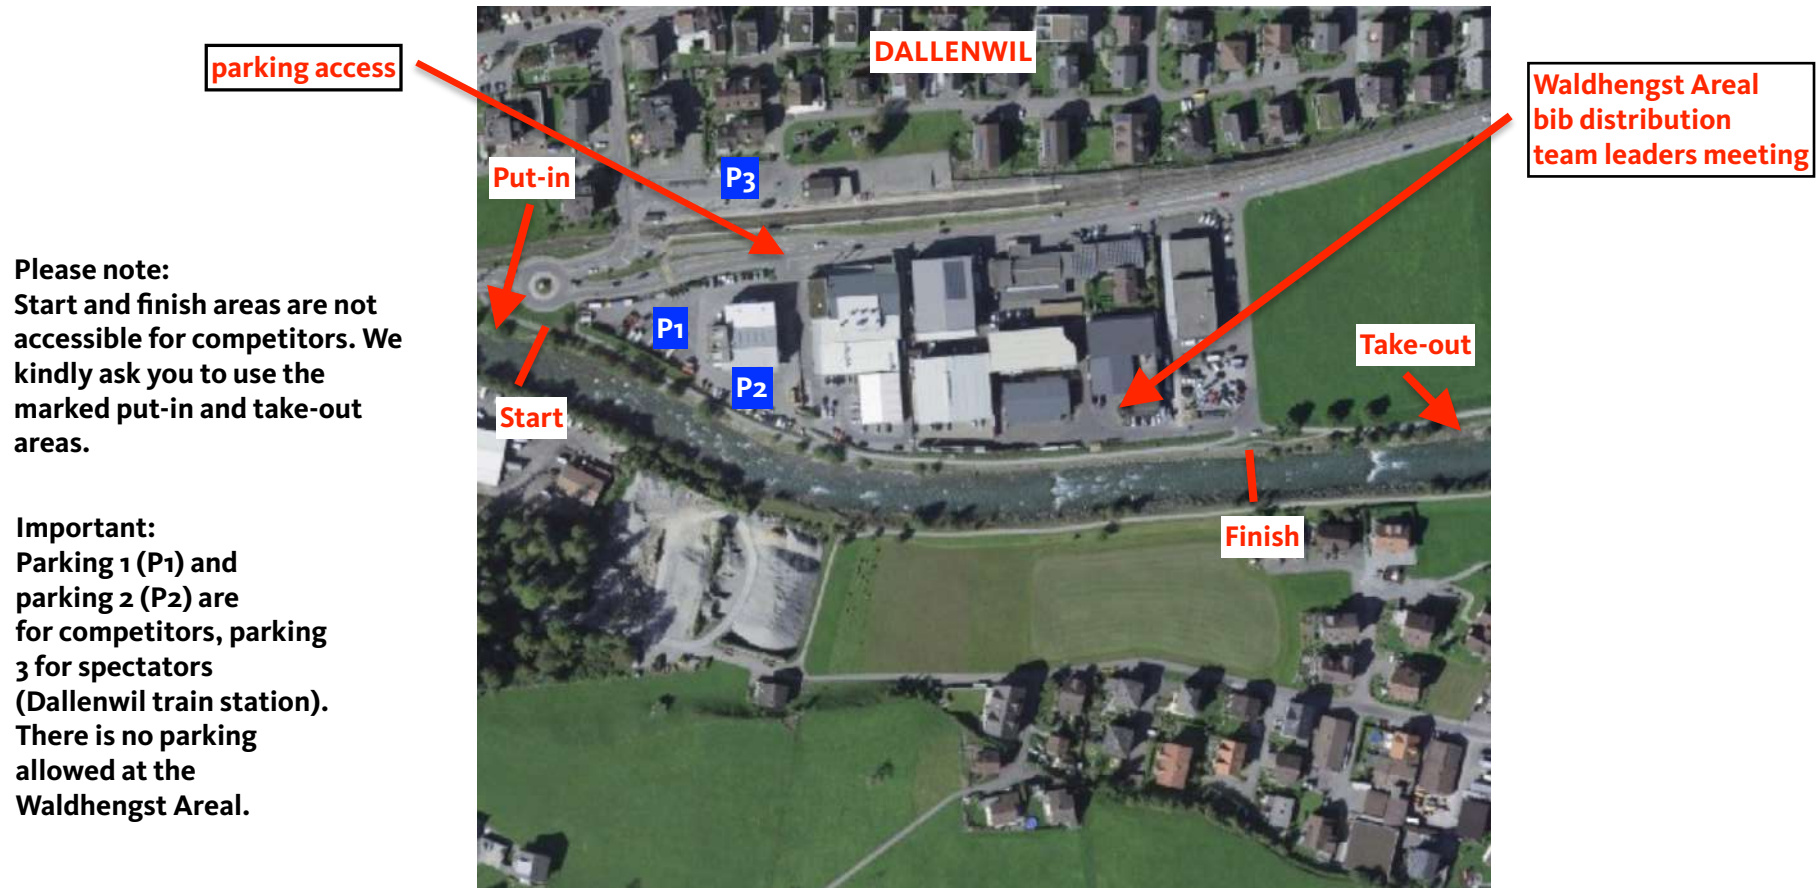 parking access
DALLENWIL
Waldhengst Areal
bib distribution
team leaders meeting
Put-in
P3
Please note:
Start and finish areas are not
accessible for competitors. We
kindly ask you to use the
marked put-in and take-out
areas.
P1
P2
Start
Take-out
Finish
Important:
Parking 1 (P1) and
parking 2 (P2) are
for competitors, parking
3 for spectators
(Dallenwil train station).
There is no parking
allowed at the
Waldhengst Areal.